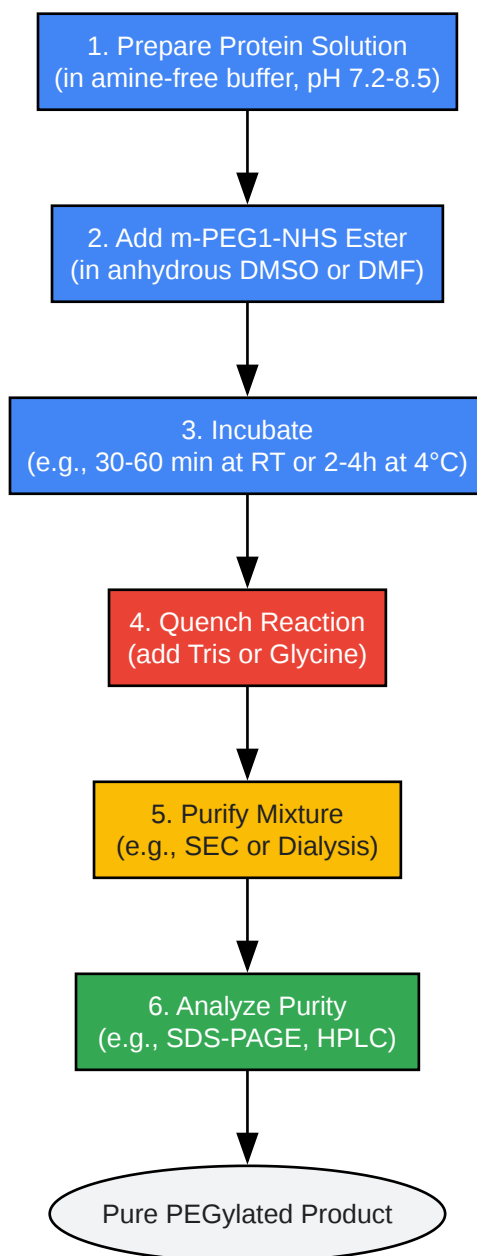 1. Prepare Protein Solution
(in amine-free buffer, pH 7.2-8.5)
2. Add m-PEG1-NHS Ester
(in anhydrous DMSO or DMF)
3. Incubate
(e.g., 30-60 min at RT or 2-4h at 4°C)
4. Quench Reaction
(add Tris or Glycine)
5. Purify Mixture
(e.g., SEC or Dialysis)
6. Analyze Purity
(e.g., SDS-PAGE, HPLC)
Pure PEGylated Product